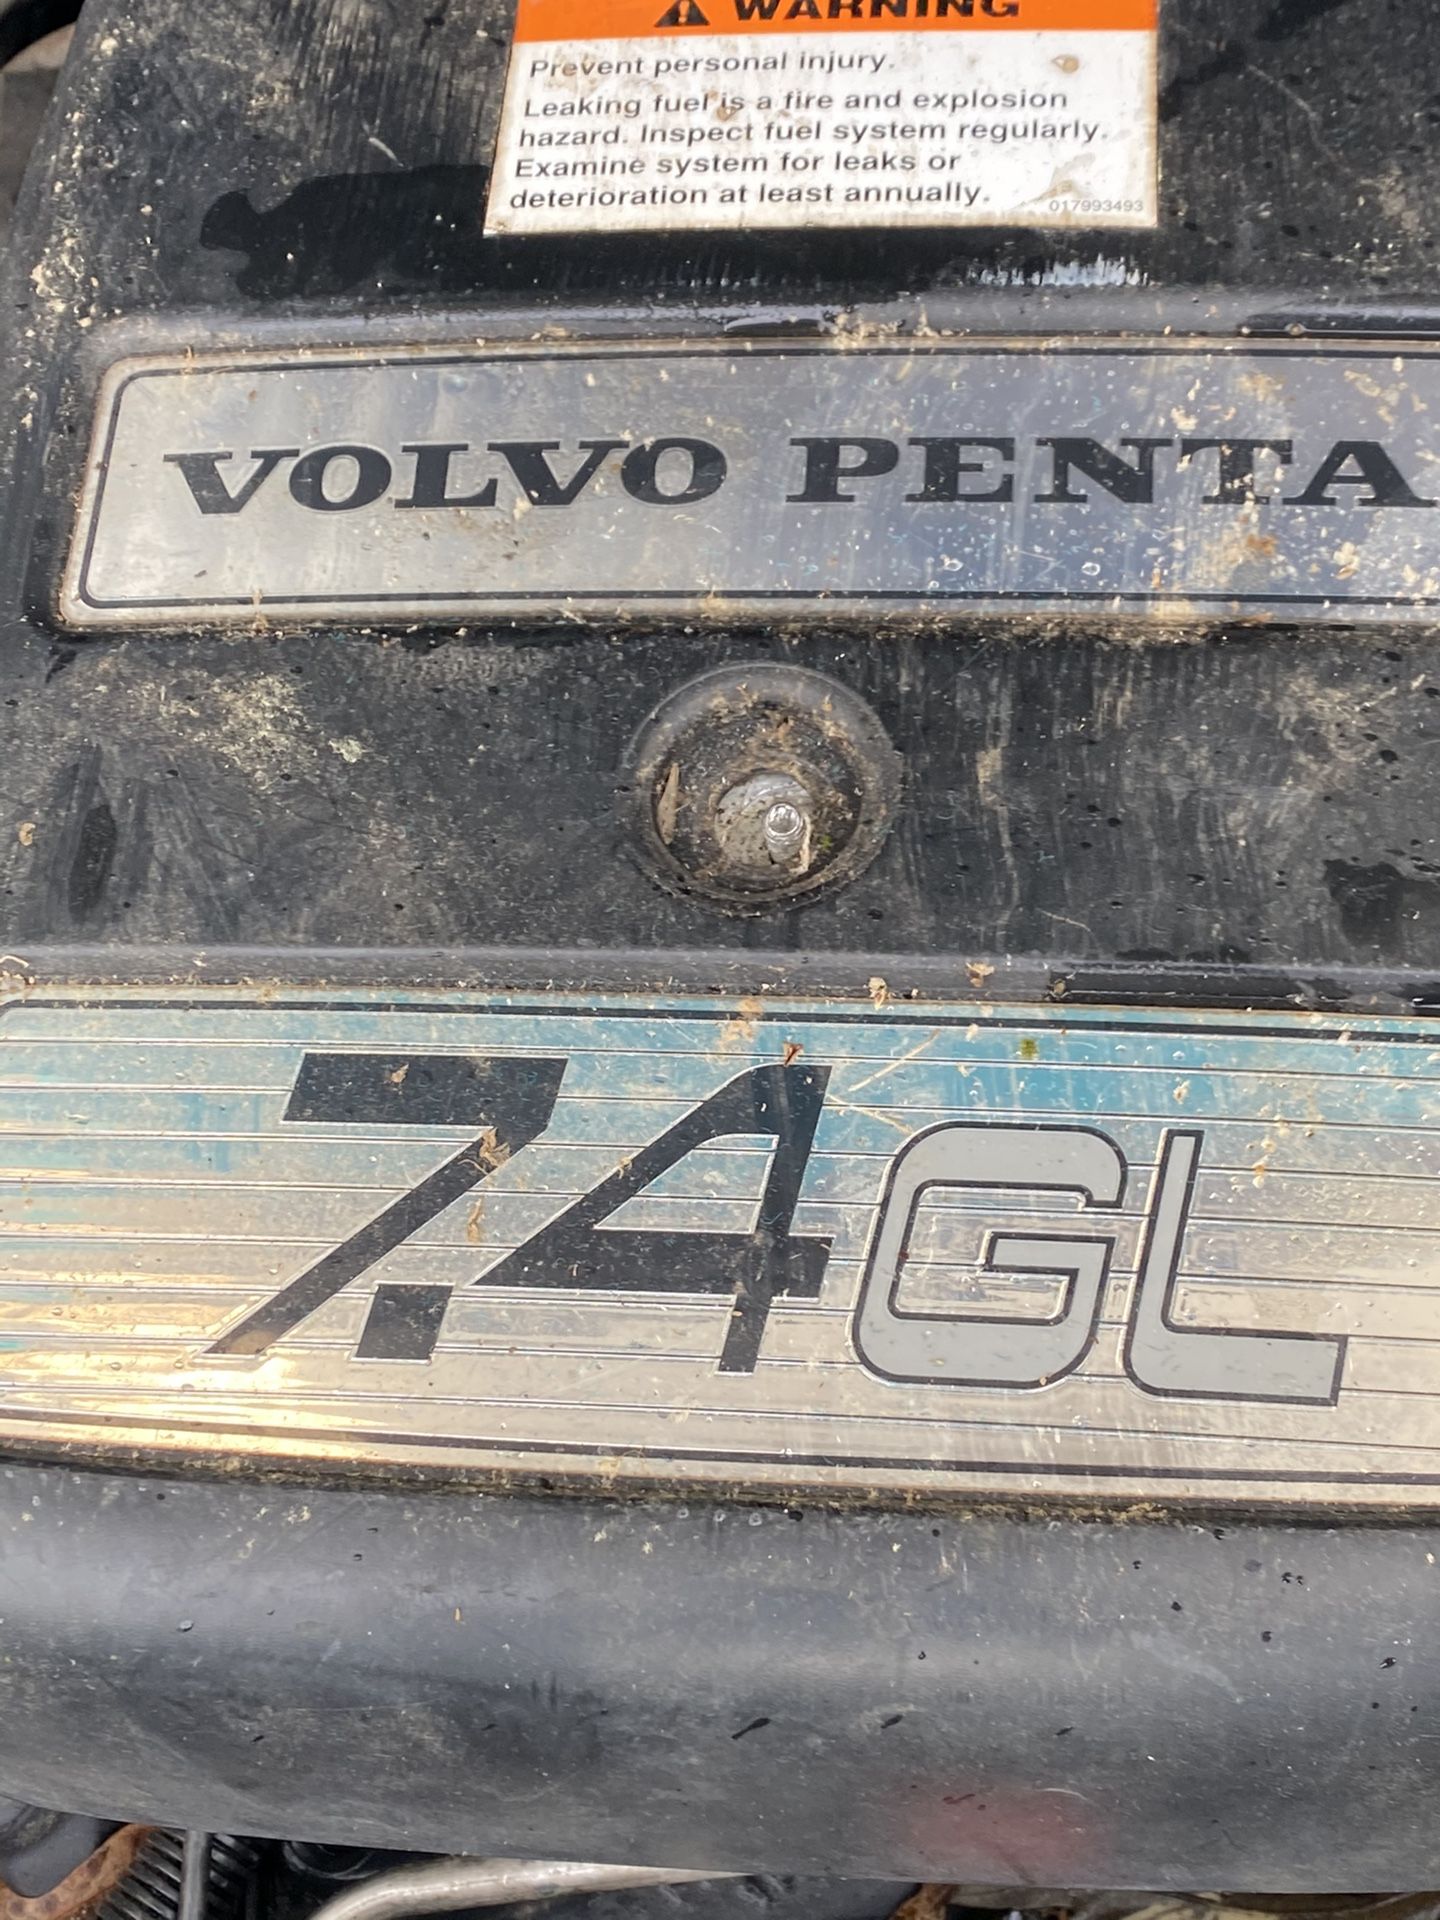 WARNING
Prevent personal injury.
Leaking fuel is a fire and explosion
hazard. Inspect fuel system regularly.
Examine system for leaks or
deterioration at least annually.
017993493
VOLVO PENTA
7.4GL